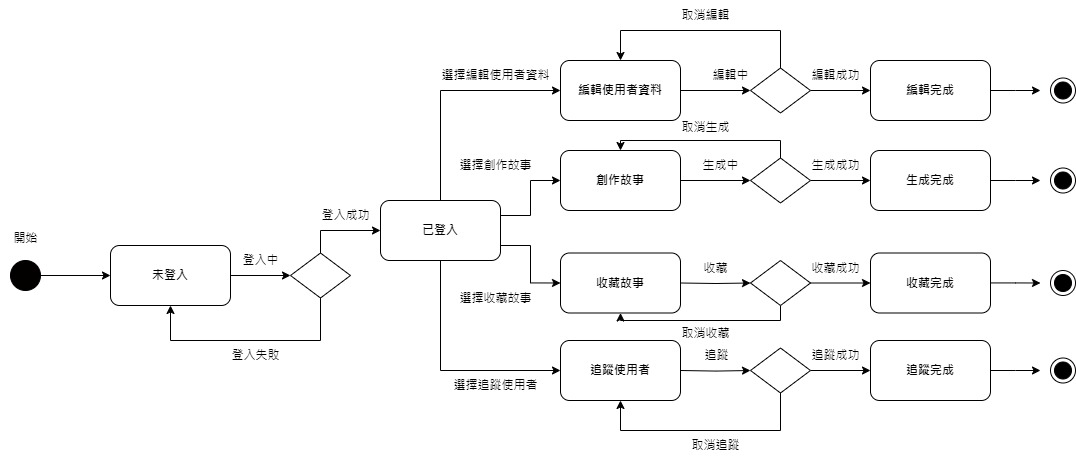 開始
未登入
登入中
登入成功
登入失敗
已登入
選擇編輯使用者資料
編輯使用者資料
編輯中
取消編輯
編輯成功
編輯完成
選擇創作故事
創作故事
生成中
取消生成
生成成功
生成完成
選擇收藏故事
收藏故事
收藏
取消收藏
收藏成功
收藏完成
選擇追蹤使用者
追蹤使用者
追蹤
取消追蹤
追蹤成功
追蹤完成